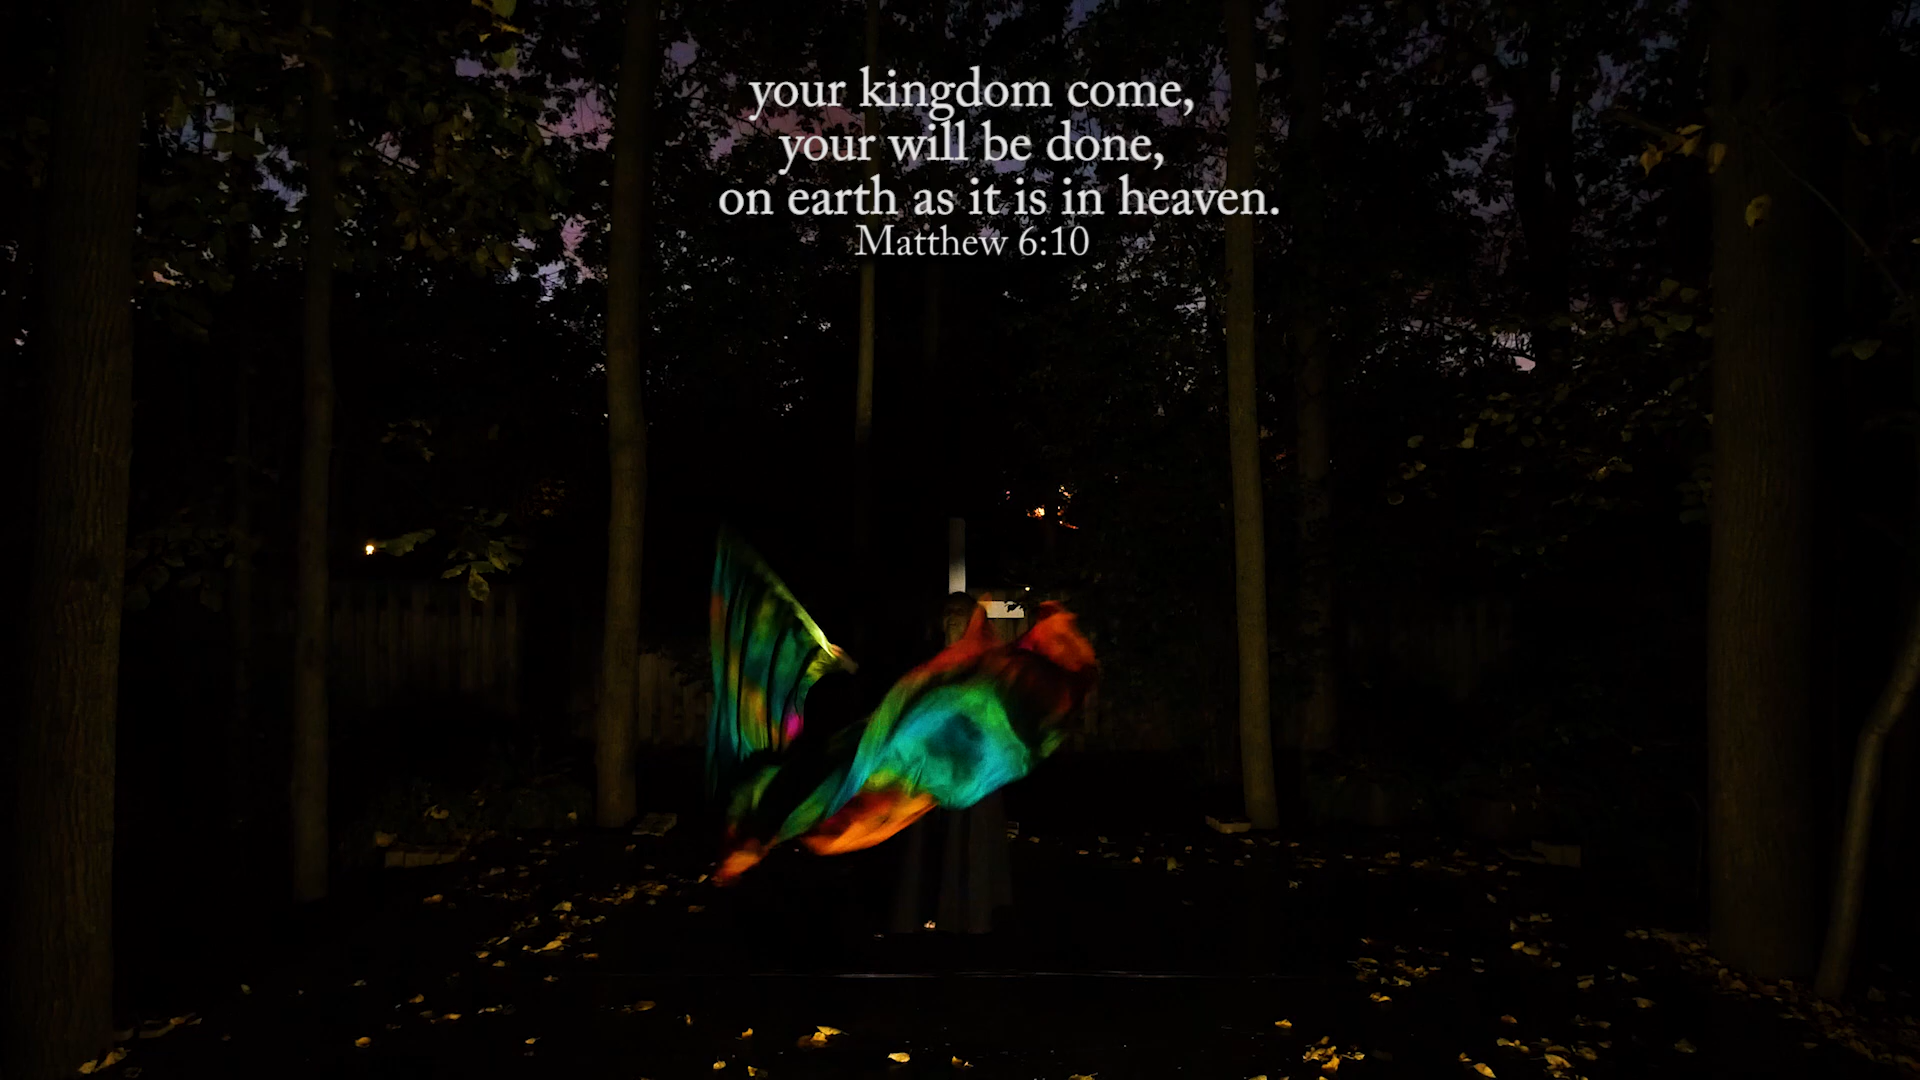 your kingdom come,
your will be done,
on earth as it is in heaven.
Matthew 6:10